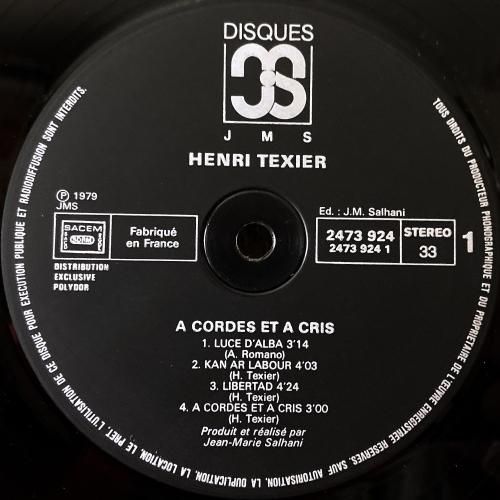 DISQUES
JMS
HENRI TEXIER
Ⓟ 1979
JMS
SACEM
SDRM
Fabriqué
en France
DISTRIBUTION
EXCLUSIVE
POLYDOR
Ed. : J.M. Salhani
2473 924
2473 924 1
STEREO
33
1
A CORDES ET A CRIS
1. LUCE D'ALBA 3'14
(A. Romano)
2. KAN AR LABOUR 4'03
(H. Texier)
3. LIBERTAD 4'24
(H. Texier)
4. A CORDES ET A CRIS 3'00
(H. Texier)
Produit et réalisé par
Jean-Marie Salhani
TOUS DROITS DU PRODUCTEUR PHONOGRAPHIQUE ET DU PROPRIETAIRE DE L'ŒUVRE ENREGISTREE RESERVES. SAUF AUTORISATION, LA DUPLICATION, LA LOCATION, LE PRET, L'UTILISATION DE CE DISQUE POUR EXECUTION PUBLIQUE ET RADIODIFFUSION SONT INTERDITS.